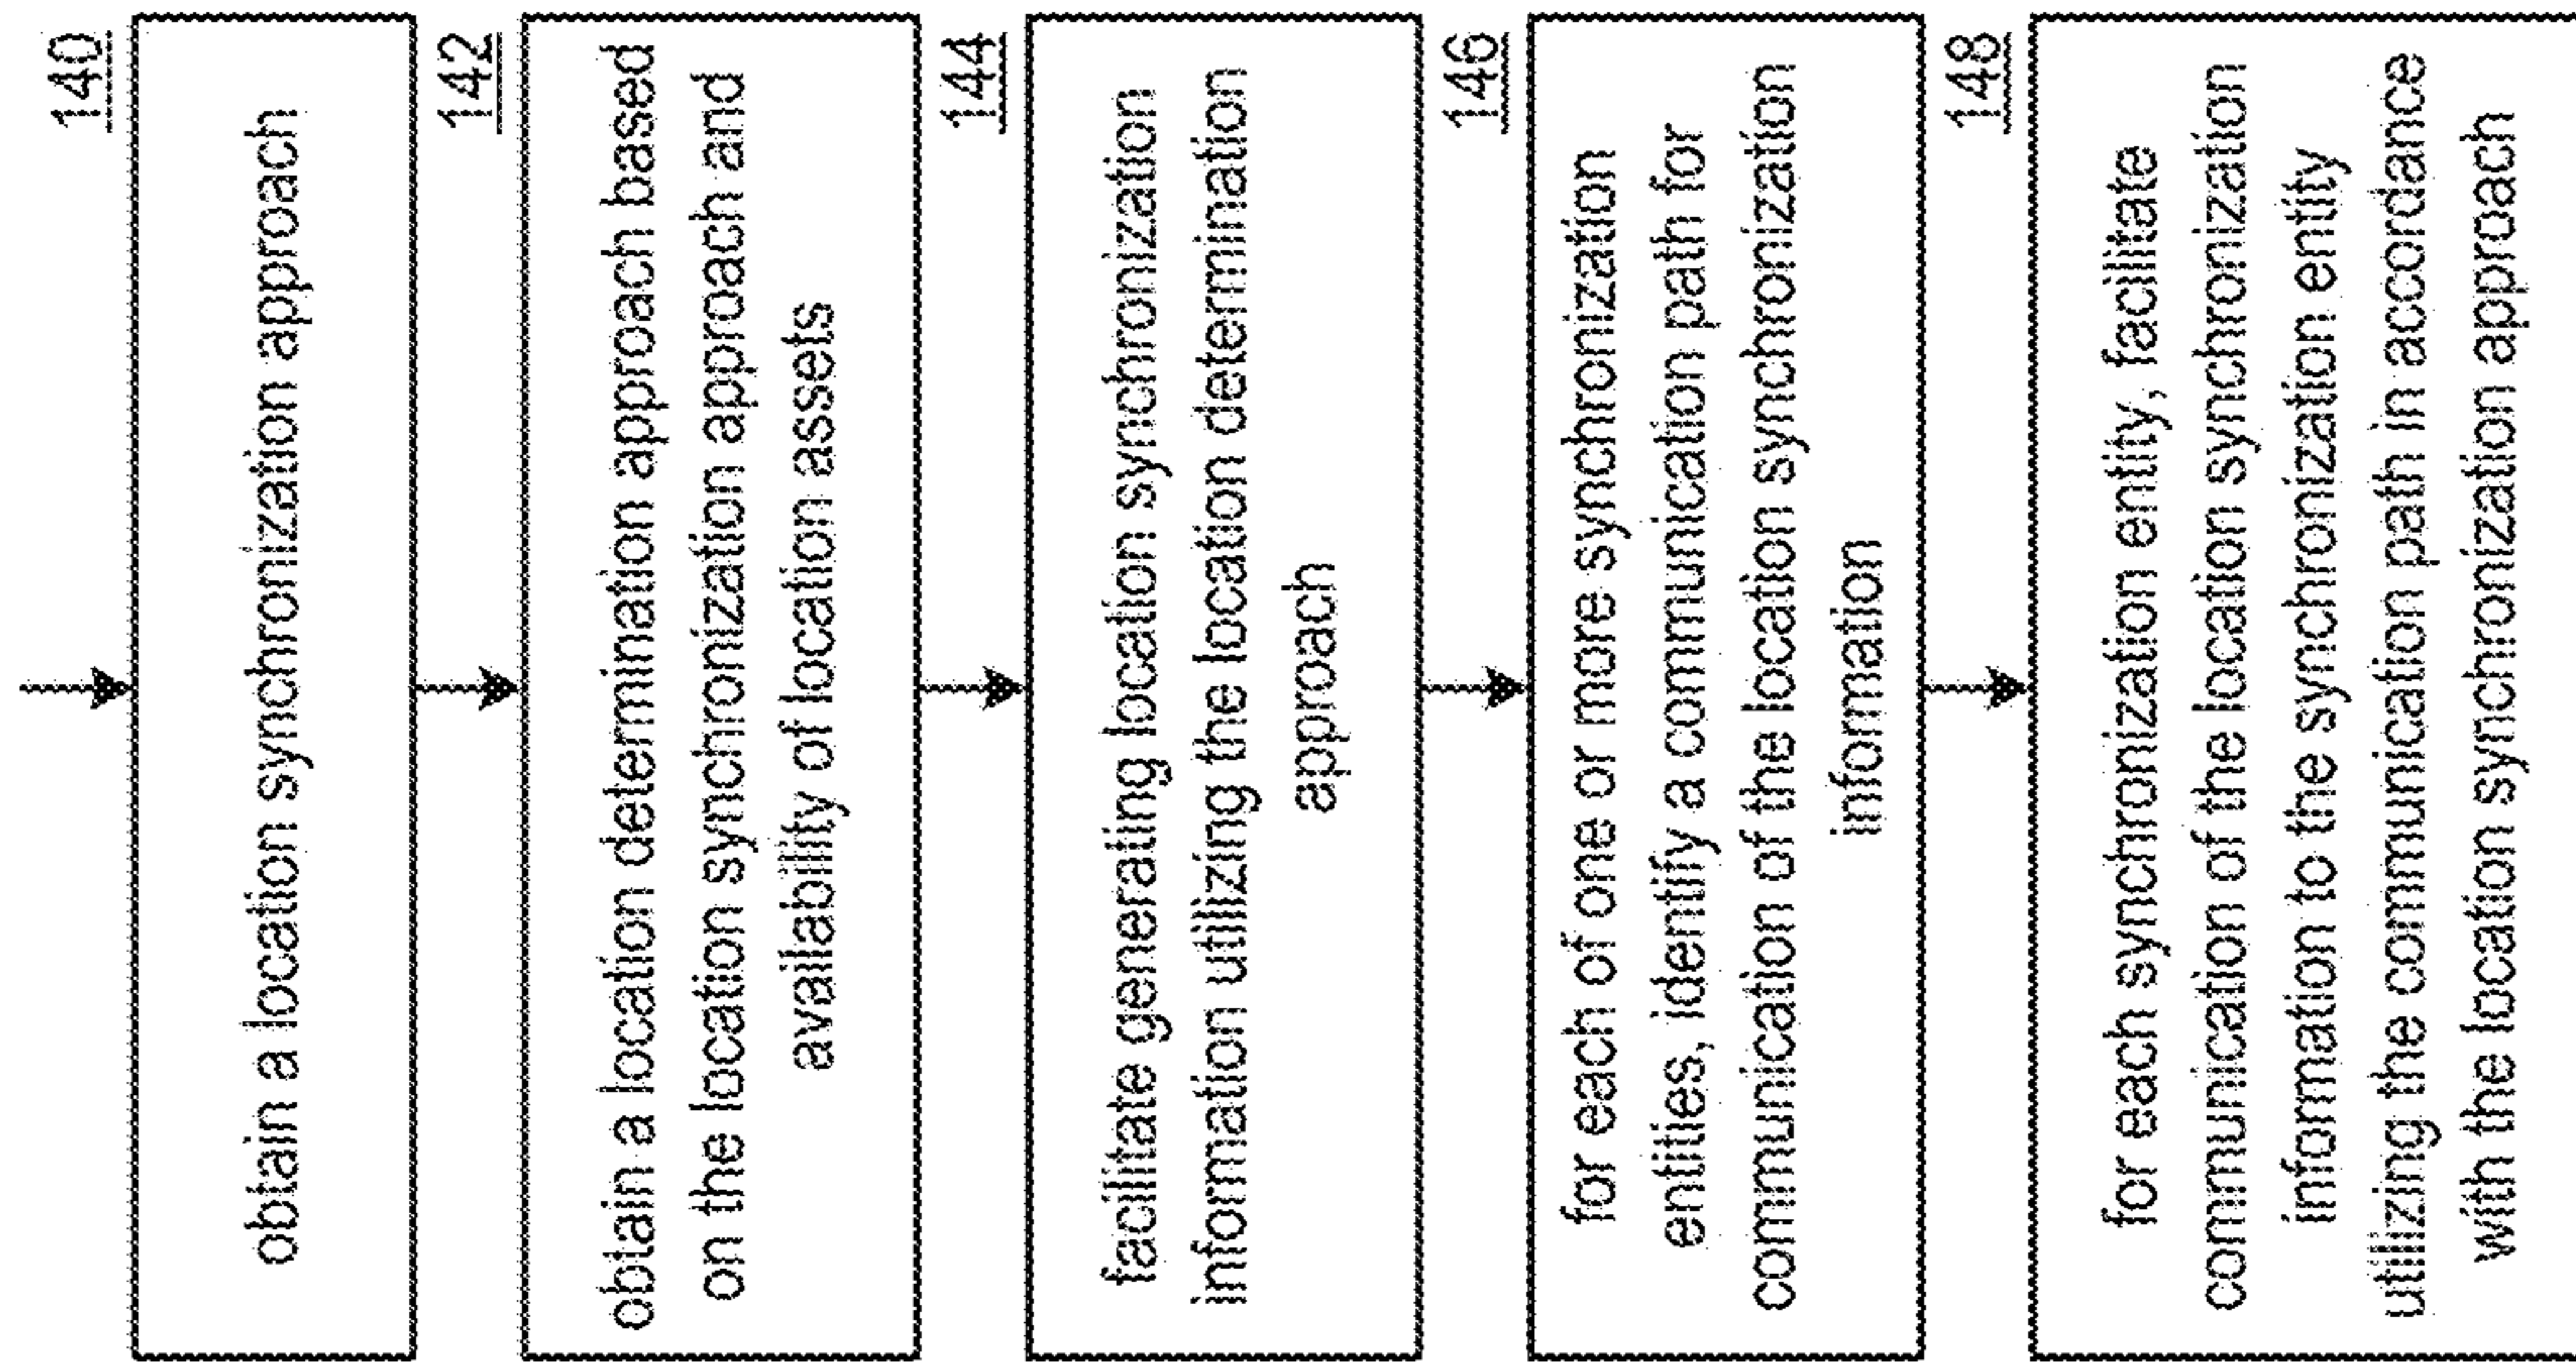 140
obtain a location synchronization approach
142
obtain a location determination approach based
on the location synchronization approach and
availability of location assets
144
facilitate generating location synchronization
information utilizing the location determination
approach
146
for each of one or more synchronization
entities, identify a communication path for
communication of the location synchronization
information
148
for each synchronization entity, facilitate
communication of the location synchronization
information to the synchronization entity
utilizing the communication path in accordance
with the location synchronization approach